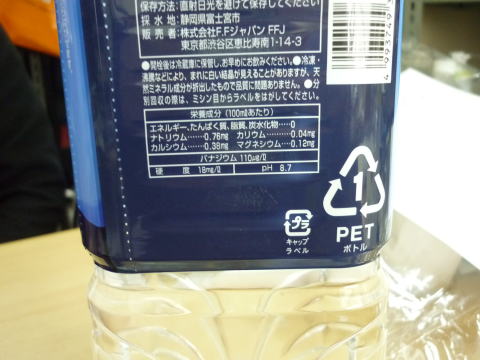 保存方法：直射日光を避けて保存してください
採水地：静岡県富士宮市
販売者：株式会社F.FジャパンFFJ
東京都渋谷区恵比寿南1-14-3
●開栓後は冷蔵庫に保管し、お早めにお飲みください。●冷凍、
沸騰などにより、まれに白い結晶が見えることがありますが、天
然ミネラル成分が析出したもので品質に問題ありません。●分
別回収の際は、ミシン目からラベルをはがしてください。
栄養成分（100mlあたり）
エネルギー、たんぱく質、脂質、炭水化物……0
ナトリウム……0.76mg カリウム……0.04mg
カルシウム……0.38mg マグネシウム…0.12mg
バナジウム 110μg/ℓ
硬度 18mg/ℓ pH 8.7
1
PET
ボトル
プラ
キャップ
ラベル